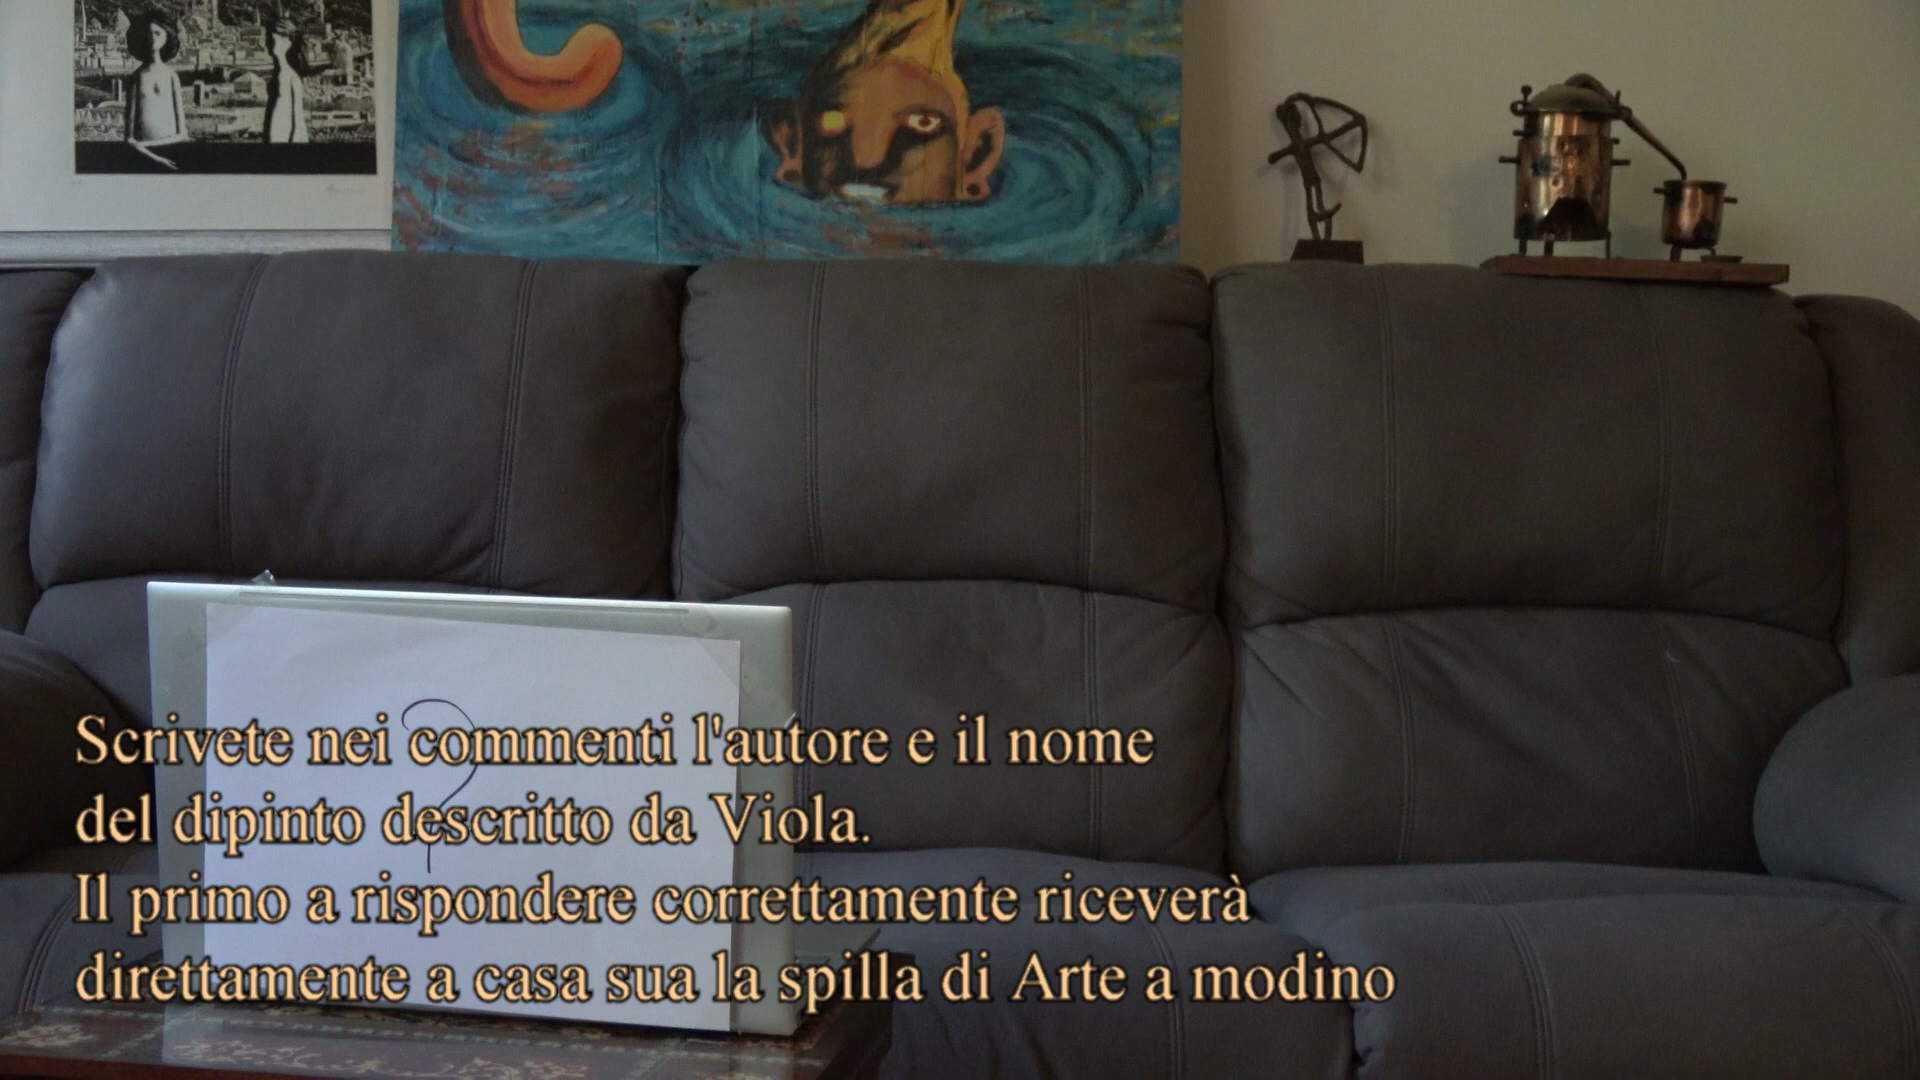 ?
Scrivete nei commenti l'autore e il nome
del dipinto descritto da Viola.
Il primo a rispondere correttamente riceverà
direttamente a casa sua la spilla di Arte a modino